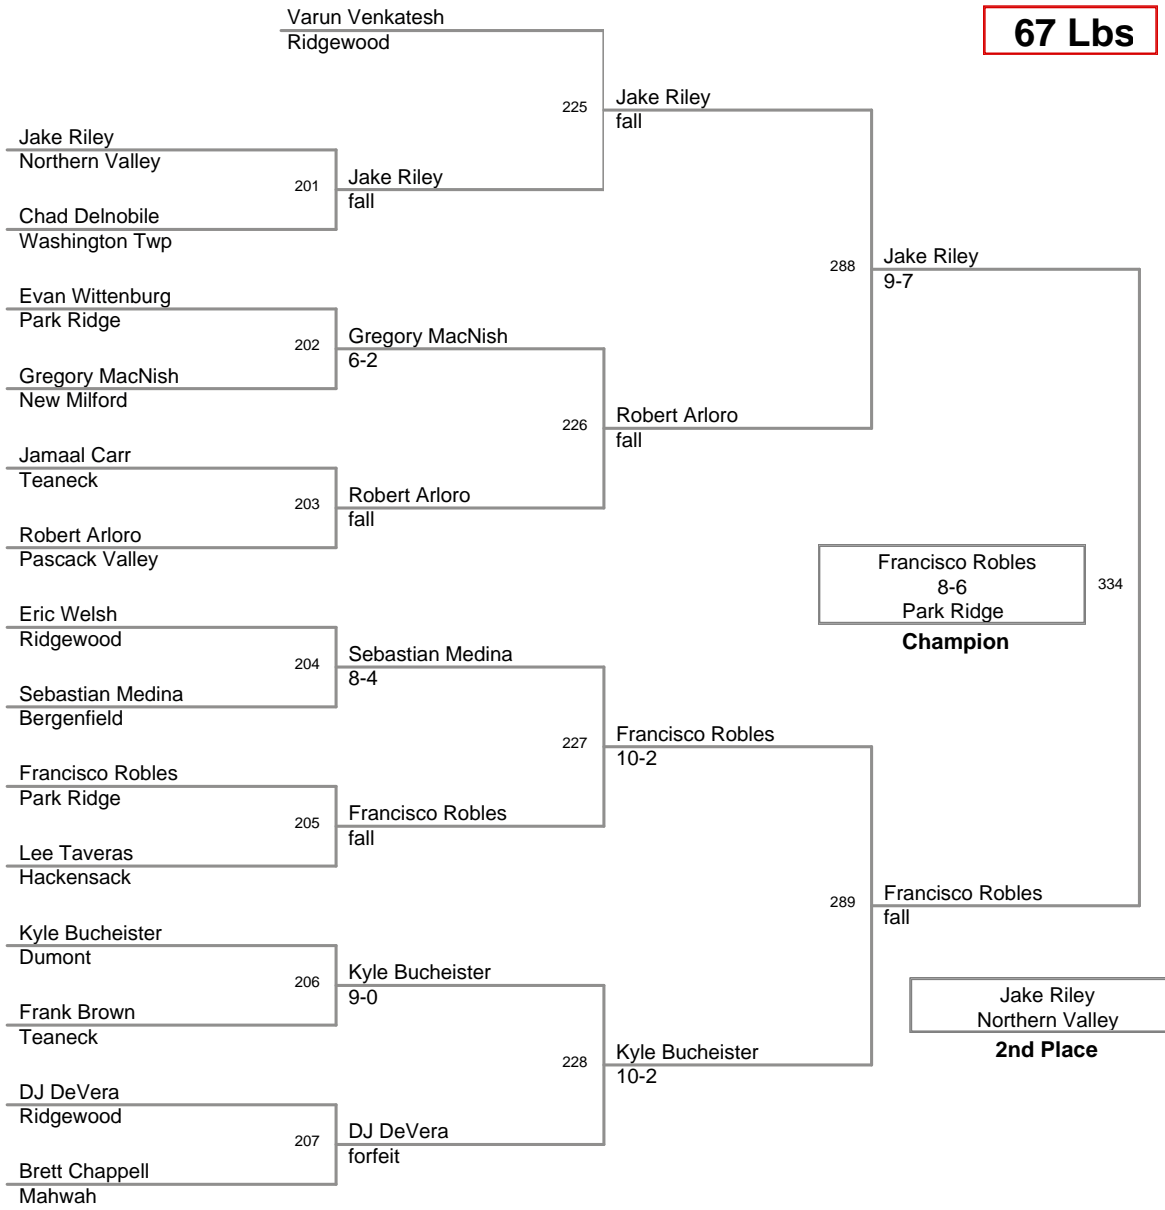 Varun Venkatesh
Ridgewood
67 Lbs
225
Jake Riley
fall
Jake Riley
Northern Valley
201
Jake Riley
fall
Chad Delnobile
Washington Twp
288
Jake Riley
9-7
Evan Wittenburg
Park Ridge
202
Gregory MacNish
6-2
Gregory MacNish
New Milford
226
Robert Arloro
fall
Jamaal Carr
Teaneck
203
Robert Arloro
fall
Robert Arloro
Pascack Valley
Francisco Robles
8-6
Park Ridge
334
Champion
Eric Welsh
Ridgewood
204
Sebastian Medina
8-4
Sebastian Medina
Bergenfield
227
Francisco Robles
10-2
Francisco Robles
Park Ridge
205
Francisco Robles
fall
Lee Taveras
Hackensack
289
Francisco Robles
fall
Kyle Bucheister
Dumont
206
Kyle Bucheister
9-0
Frank Brown
Teaneck
Jake Riley
Northern Valley
2nd Place
228
Kyle Bucheister
10-2
DJ DeVera
Ridgewood
207
DJ DeVera
forfeit
Brett Chappell
Mahwah